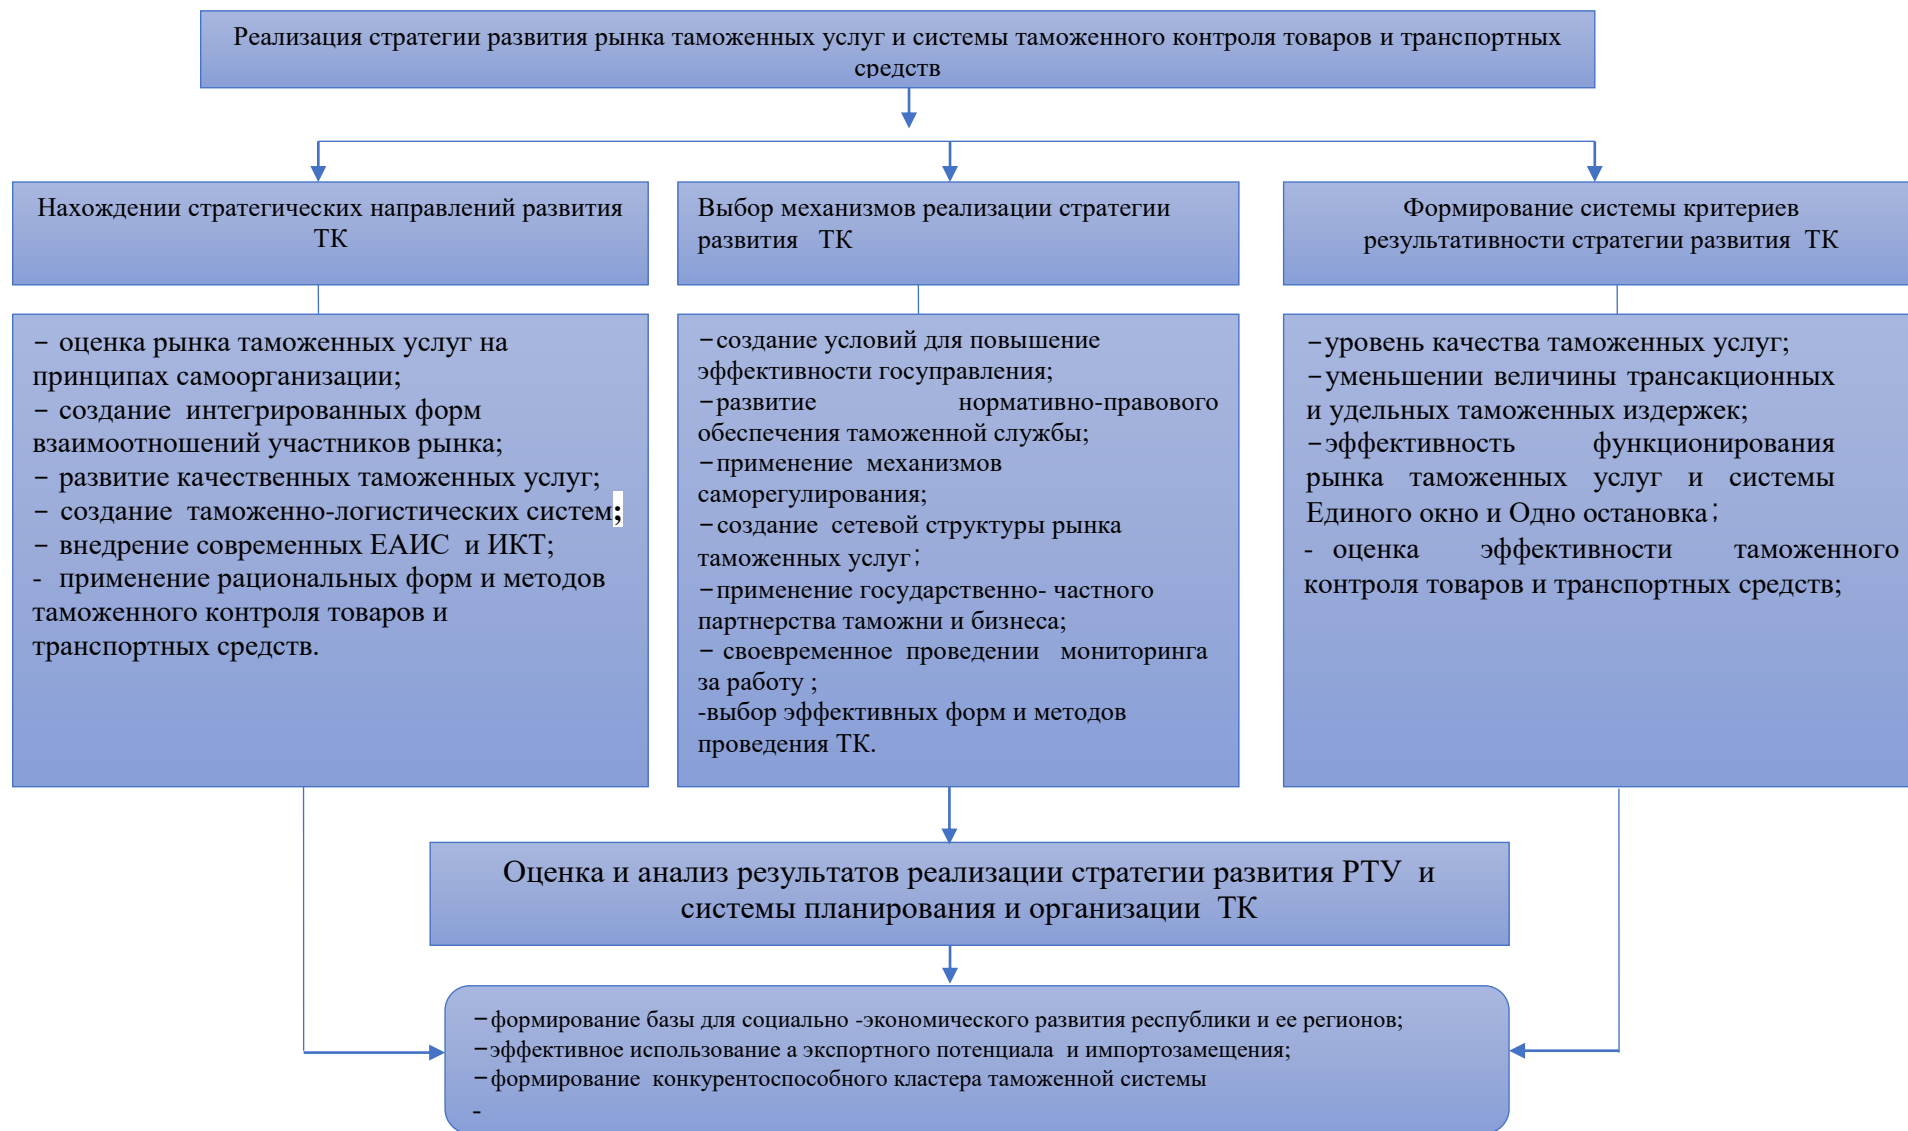 Реализация стратегии развития рынка таможенных услуг и системы таможенного контроля товаров и транспортных
средств
Нахождении стратегических направлений развития
ТК
Выбор механизмов реализации стратегии
развития ТК
Формирование системы критериев
результативности стратегии развития ТК
− оценка рынка таможенных услуг на
принципах самоорганизации;
− создание интегрированных форм
взаимоотношений участников рынка;
− развитие качественных таможенных услуг;
− создание таможенно-логистических систем;
− внедрение современных ЕАИС и ИКТ;
- применение рациональных форм и методов
таможенного контроля товаров и
транспортных средств.
−создание условий для повышение
эффективности госуправления;
−развитие нормативно-правового
обеспечения таможенной службы;
−применение механизмов
саморегулирования;
−создание сетевой структуры рынка
таможенных услуг;
−применение государственно- частного
партнерства таможни и бизнеса;
− своевременное проведении мониторинга
за работу ;
-выбор эффективных форм и методов
проведения ТК.
−уровень качества таможенных услуг;
−уменьшении величины трансакционных
и удельных таможенных издержек;
−эффективность функционирования
рынка таможенных услуг и системы
Единого окно и Одно остановка;
- оценка эффективности таможенного
контроля товаров и транспортных средств;
Оценка и анализ результатов реализации стратегии развития РТУ и
системы планирования и организации ТК
−формирование базы для социально -экономического развития республики и ее регионов;
−эффективное использование а экспортного потенциала и импортозамещения;
−формирование конкурентоспособного кластера таможенной системы
-